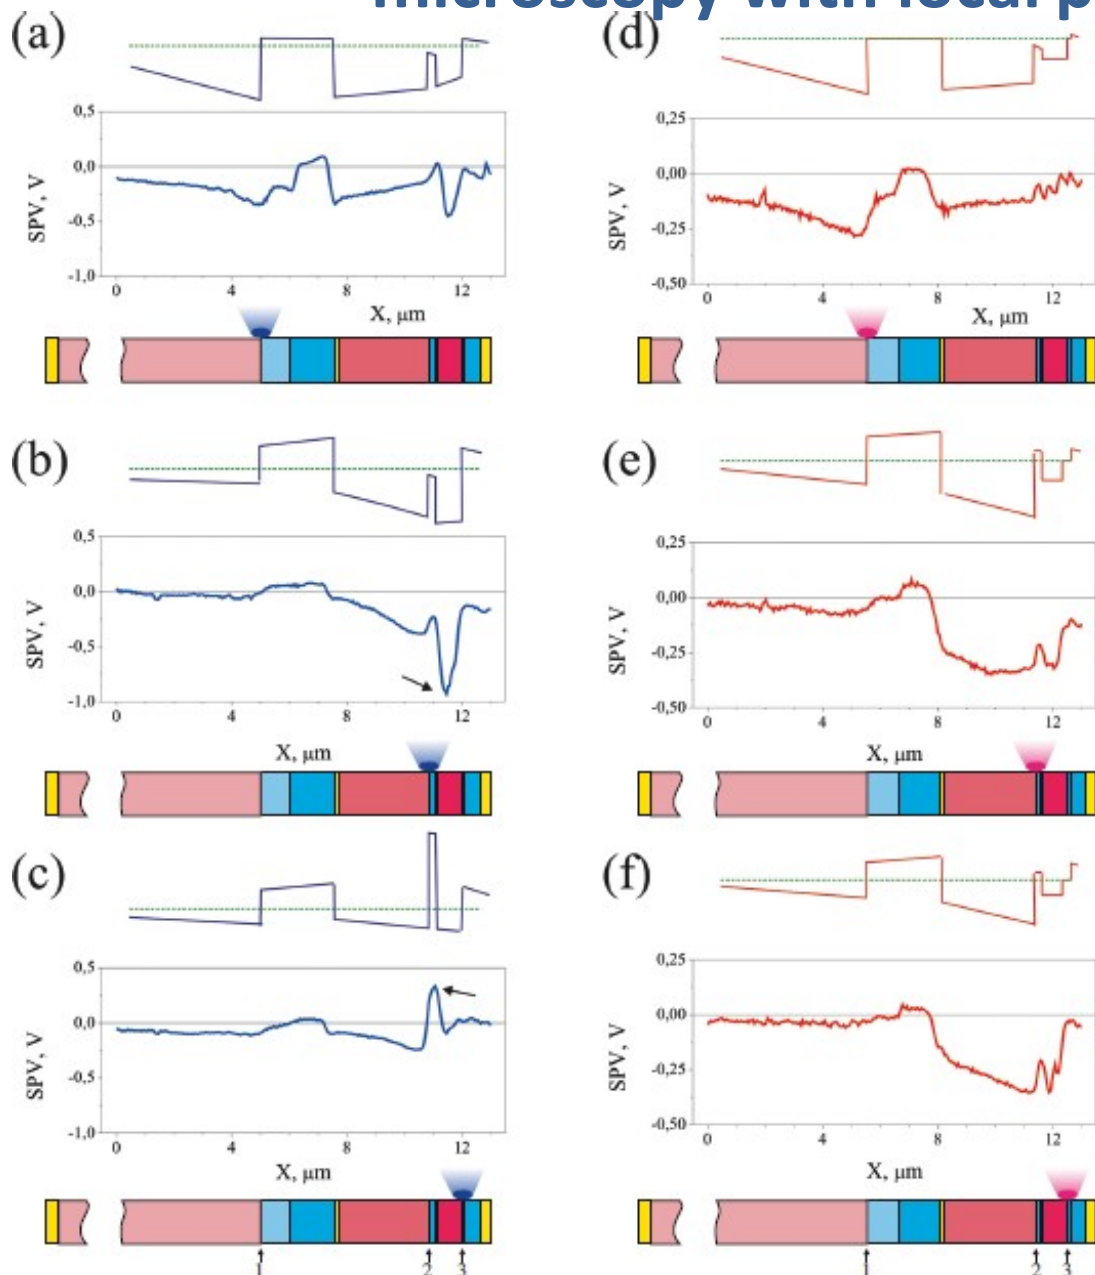 microscopy with focal p
(a)
0,5
0,0
-0,5
-1,0
SPV, V
0
4
8
12
X, μm
(d)
0,25
0,00
-0,25
-0,50
SPV, V
0
4
8
12
X, μm
(b)
0,5
0,0
-0,5
-1,0
SPV, V
0
4
8
12
X, μm
(e)
0,25
0,00
-0,25
-0,50
SPV, V
0
4
8
12
X, μm
(c)
0,5
0,0
-0,5
-1,0
SPV, V
0
4
8
12
X, μm
1
2
3
(f)
0,25
0,00
-0,25
-0,50
SPV, V
0
4
8
12
X, μm
1
2
3